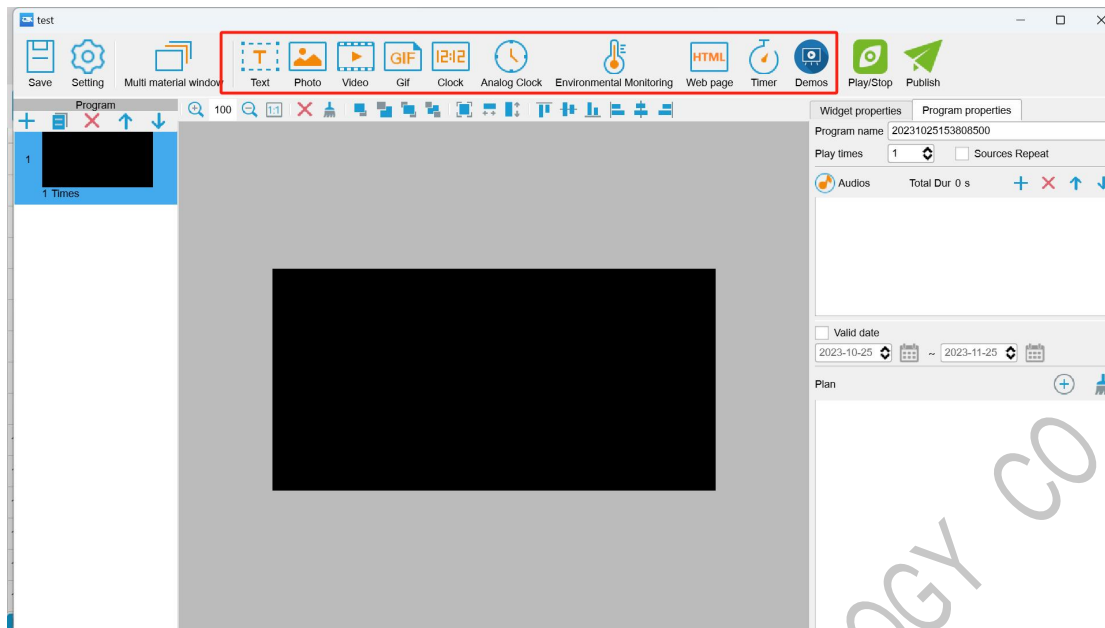 test
Save Setting Multi material window Text Photo Video Gif Clock Analog Clock Environmental Monitoring Web page Timer Demos Play/Stop Publish
T GIF 12:12 HTML
Program
100 1:1
1
1 Times
Widget properties Program properties
Program name 20231025153808500
Play times 1 Sources Repeat
Audios Total Dur 0 s
Valid date
2023-10-25 ~ 2023-11-25
Plan
OGY CO